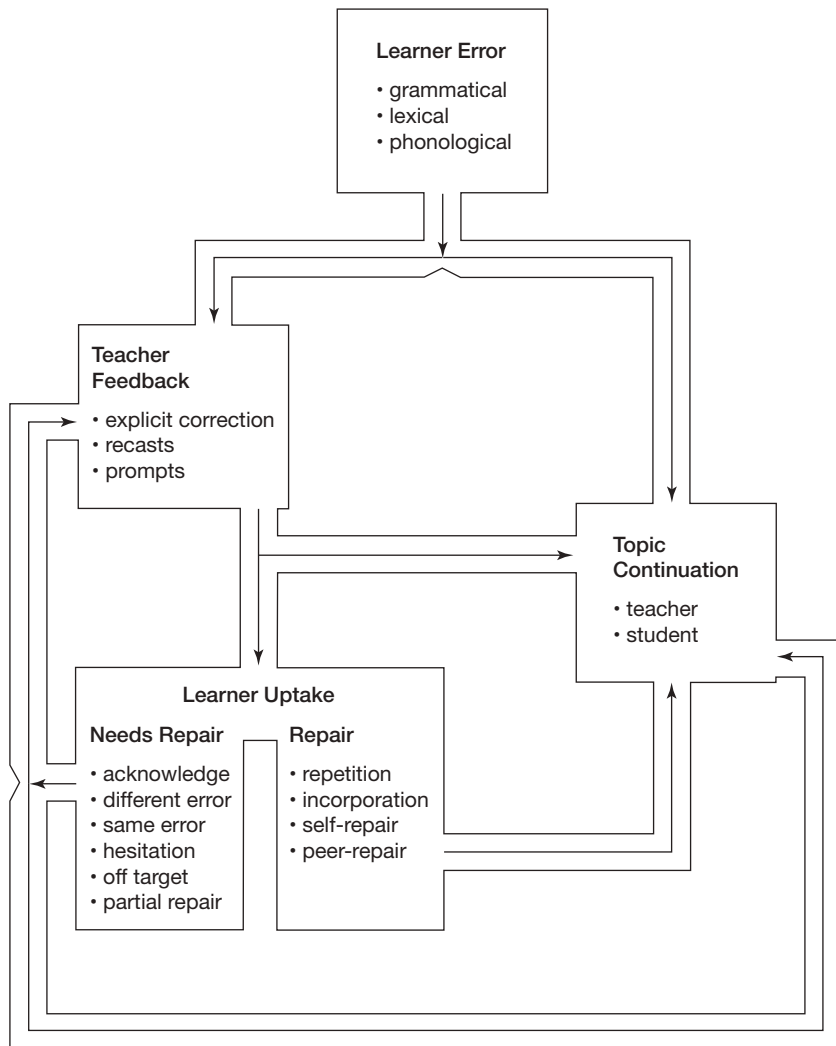 Learner Error
• grammatical
• lexical
• phonological
Teacher
Feedback
• explicit correction
• recasts
• prompts
Topic
Continuation
• teacher
• student
Learner Uptake
Needs Repair
• acknowledge
• different error
• same error
• hesitation
• off target
• partial repair
Repair
• repetition
• incorporation
• self-repair
• peer-repair